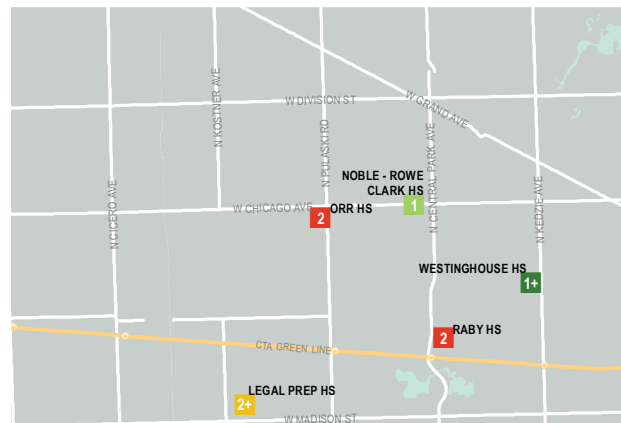 N KOSTNER AVE
W DIVISION ST
W GRAND AVE
N PULASKI RD
N CENTRAL PARK AVE
NOBLE - ROWE
CLARK HS
1
W CHICAGO AVE
2
ORR HS
N CICERO AVE
N KEDZIE AVE
WESTINGHOUSE HS
1+
2
RABY HS
CTA GREEN LINE
LEGAL PREP HS
2+
W MADISON ST